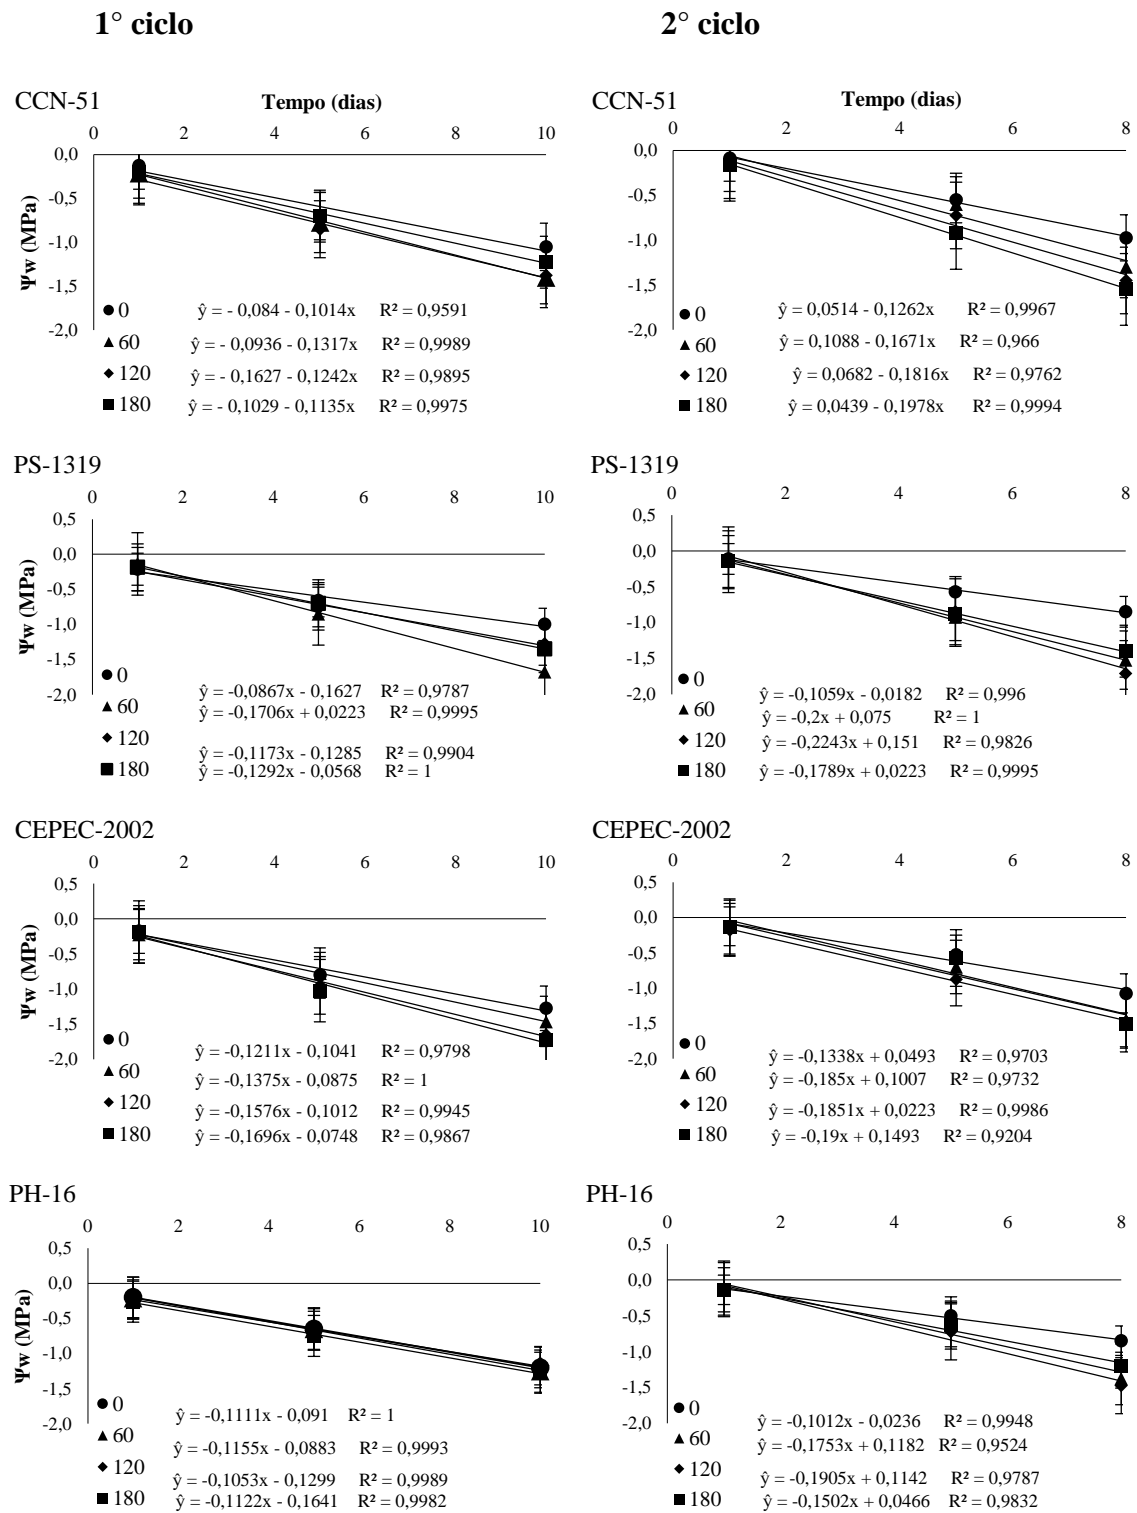 1° ciclo
2° ciclo
CCN-51
Tempo (dias)
0 2 4 6 8 10
0,0
-0,5
-1,0
-1,5
-2,0
Ψw (MPa)
0 ŷ = - 0,084 - 0,1014x R² = 0,9591
60 ŷ = - 0,0936 - 0,1317x R² = 0,9989
120 ŷ = - 0,1627 - 0,1242x R² = 0,9895
180 ŷ = - 0,1029 - 0,1135x R² = 0,9975
CCN-51
Tempo (dias)
0 2 4 6 8
0,0
-0,5
-1,0
-1,5
-2,0
0 ŷ = 0,0514 - 0,1262x R² = 0,9967
60 ŷ = 0,1088 - 0,1671x R² = 0,966
120 ŷ = 0,0682 - 0,1816x R² = 0,9762
180 ŷ = 0,0439 - 0,1978x R² = 0,9994
PS-1319
0 2 4 6 8 10
0,5
0,0
-0,5
-1,0
-1,5
-2,0
Ψw (MPa)
0 ŷ = -0,0867x - 0,1627 R² = 0,9787
60 ŷ = -0,1706x + 0,0223 R² = 0,9995
120 ŷ = -0,1173x - 0,1285 R² = 0,9904
180 ŷ = -0,1292x - 0,0568 R² = 1
PS-1319
0 2 4 6 8
0,5
0,0
-0,5
-1,0
-1,5
-2,0
0 ŷ = -0,1059x - 0,0182 R² = 0,996
60 ŷ = -0,2x + 0,075 R² = 1
120 ŷ = -0,2243x + 0,151 R² = 0,9826
180 ŷ = -0,1789x + 0,0223 R² = 0,9995
CEPEC-2002
0 2 4 6 8 10
0,5
0,0
-0,5
-1,0
-1,5
-2,0
Ψw (MPa)
0 ŷ = -0,1211x - 0,1041 R² = 0,9798
60 ŷ = -0,1375x - 0,0875 R² = 1
120 ŷ = -0,1576x - 0,1012 R² = 0,9945
180 ŷ = -0,1696x - 0,0748 R² = 0,9867
CEPEC-2002
0 2 4 6 8
0,5
0,0
-0,5
-1,0
-1,5
-2,0
0 ŷ = -0,1338x + 0,0493 R² = 0,9703
60 ŷ = -0,185x + 0,1007 R² = 0,9732
120 ŷ = -0,1851x + 0,0223 R² = 0,9986
180 ŷ = -0,19x + 0,1493 R² = 0,9204
PH-16
0 2 4 6 8 10
0,5
0,0
-0,5
-1,0
-1,5
-2,0
Ψw (MPa)
0 ŷ = -0,1111x - 0,091 R² = 1
60 ŷ = -0,1155x - 0,0883 R² = 0,9993
120 ŷ = -0,1053x - 0,1299 R² = 0,9989
180 ŷ = -0,1122x - 0,1641 R² = 0,9982
PH-16
0 2 4 6 8
0,5
0,0
-0,5
-1,0
-1,5
-2,0
0 ŷ = -0,1012x - 0,0236 R² = 0,9948
60 ŷ = -0,1753x + 0,1182 R² = 0,9524
120 ŷ = -0,1905x + 0,1142 R² = 0,9787
180 ŷ = -0,1502x + 0,0466 R² = 0,9832